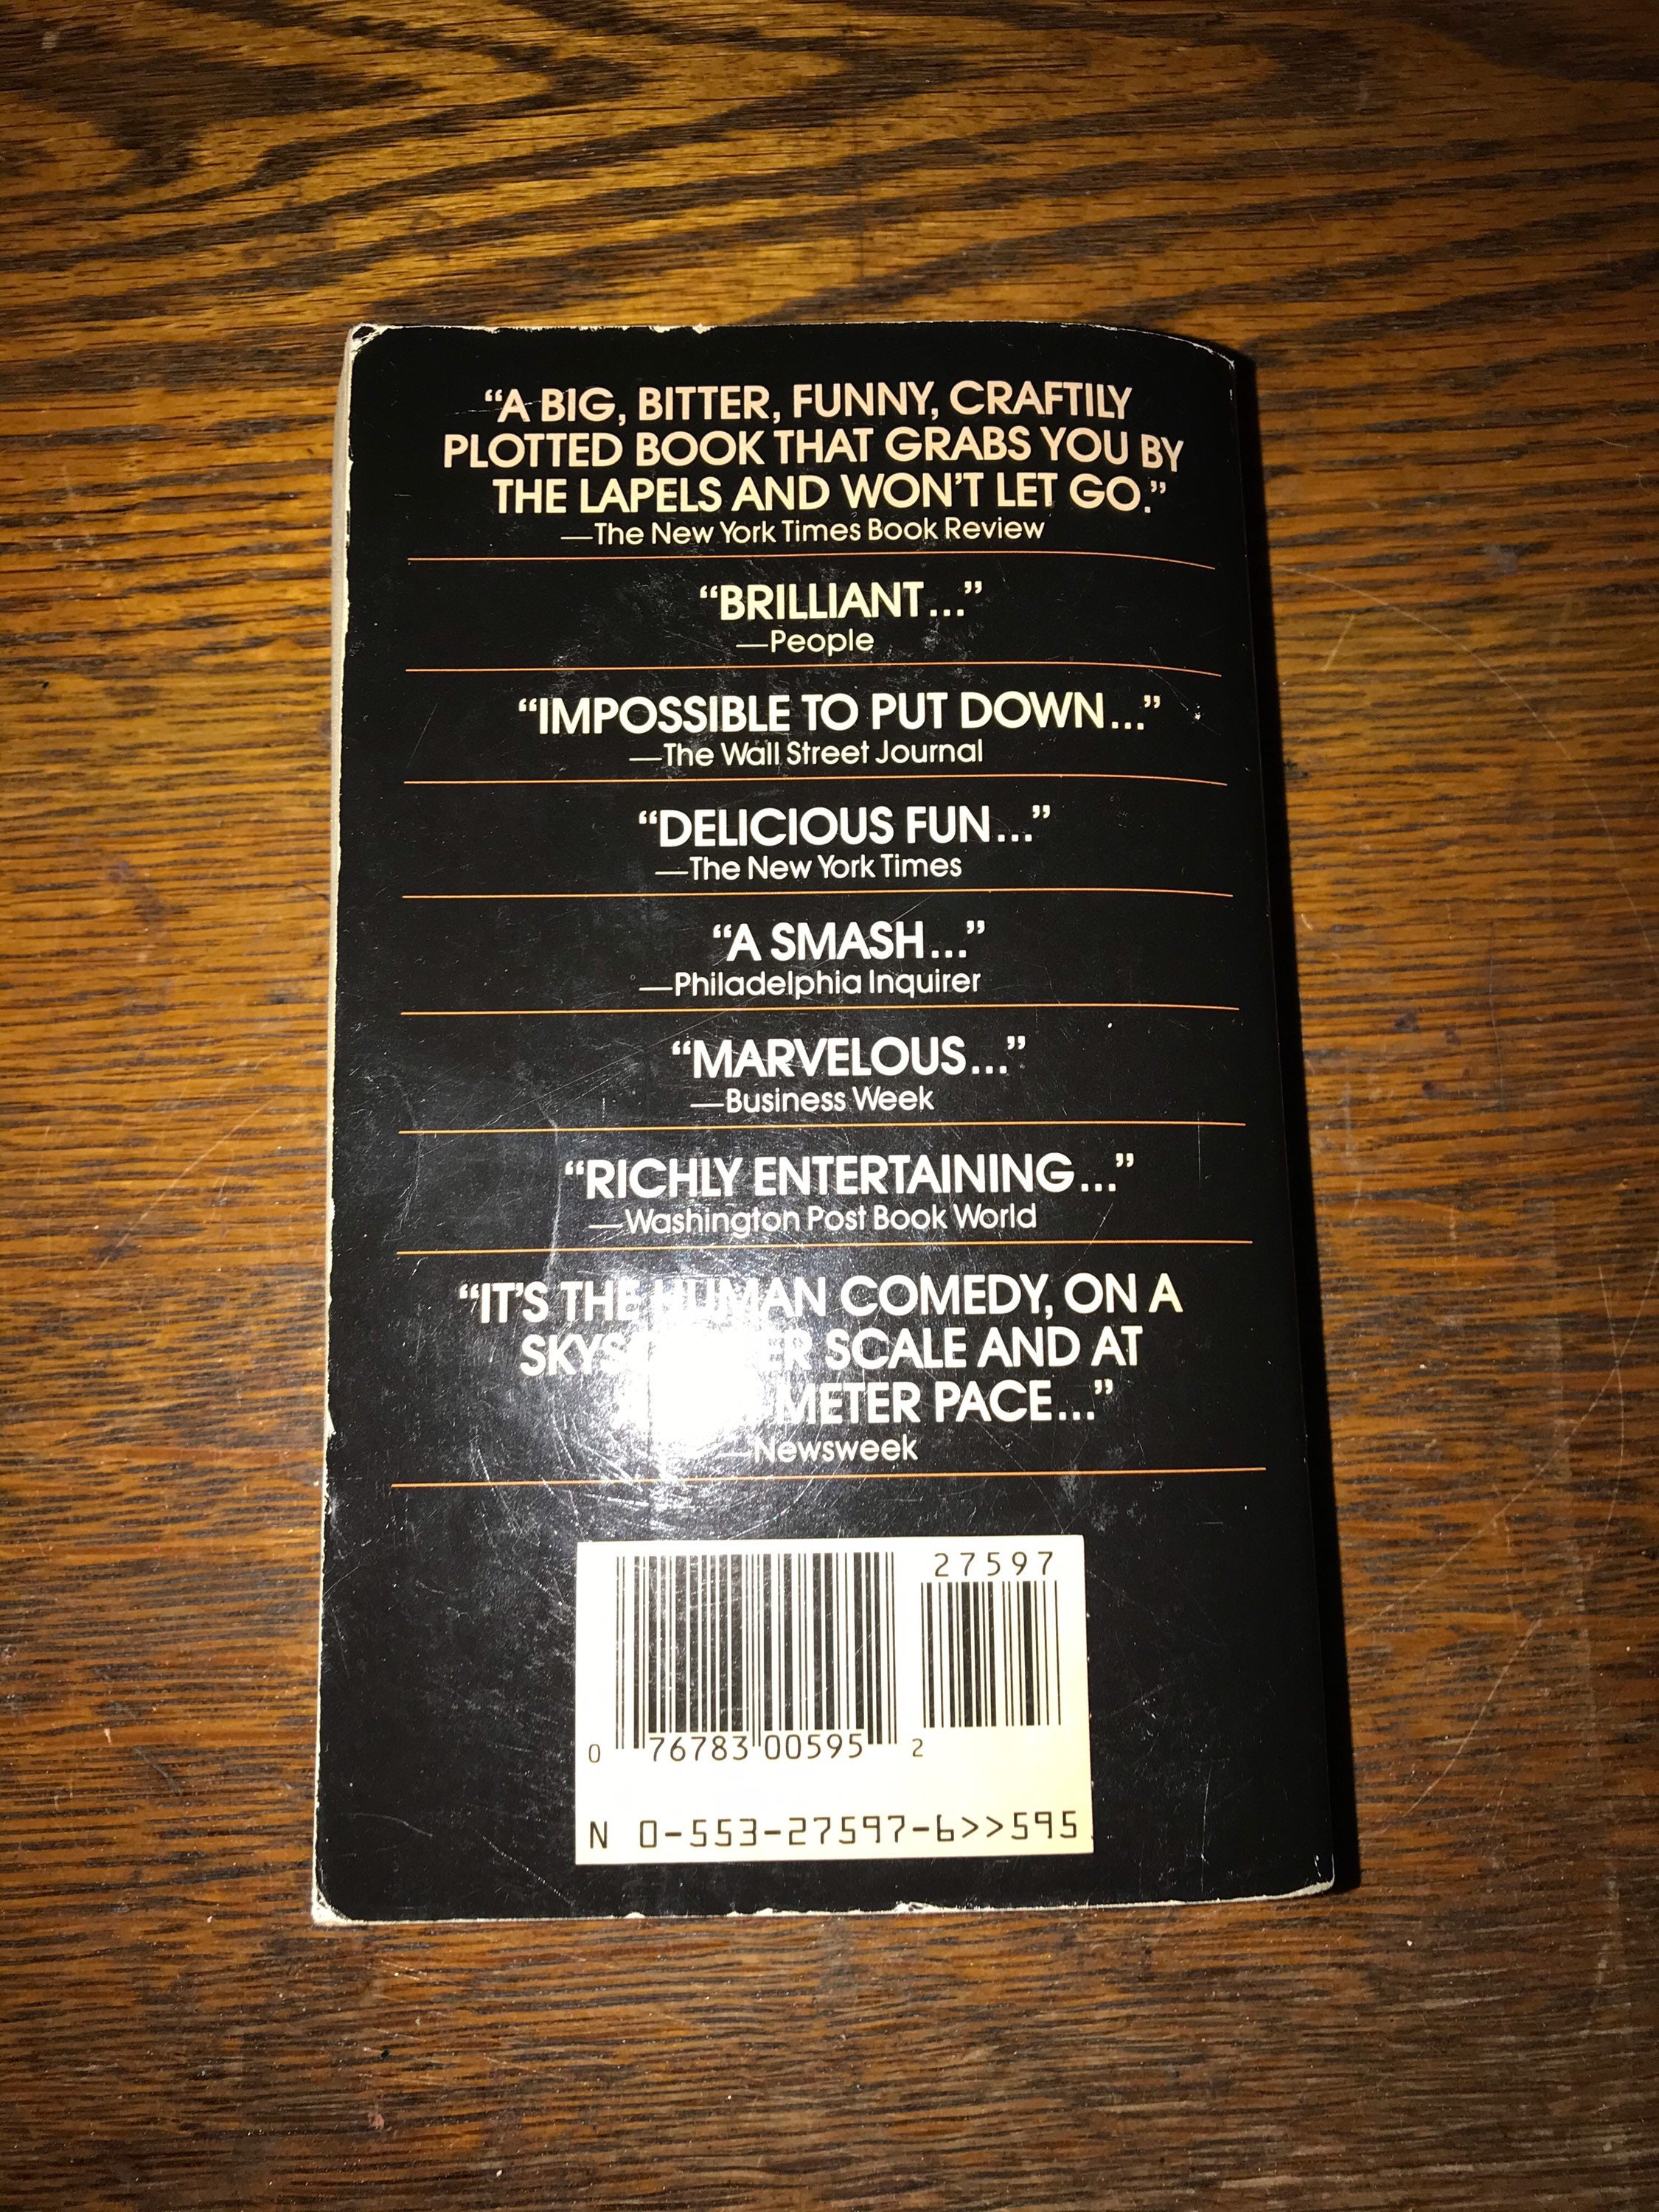 “A BIG, BITTER, FUNNY, CRAFTILY
PLOTTED BOOK THAT GRABS YOU BY
THE LAPELS AND WON'T LET GO.”
—The New York Times Book Review
“BRILLIANT...”
—People
“IMPOSSIBLE TO PUT DOWN...”
—The Wall Street Journal
“DELICIOUS FUN...”
—The New York Times
“A SMASH...”
—Philadelphia Inquirer
“MARVELOUS...”
—Business Week
“RICHLY ENTERTAINING...”
—Washington Post Book World
“IT'S THE HUMAN COMEDY, ON A
SCALE AND AT
PACE...”
—Newsweek
27597
0 76783 00595 2
N 0-553-27597-6>>595